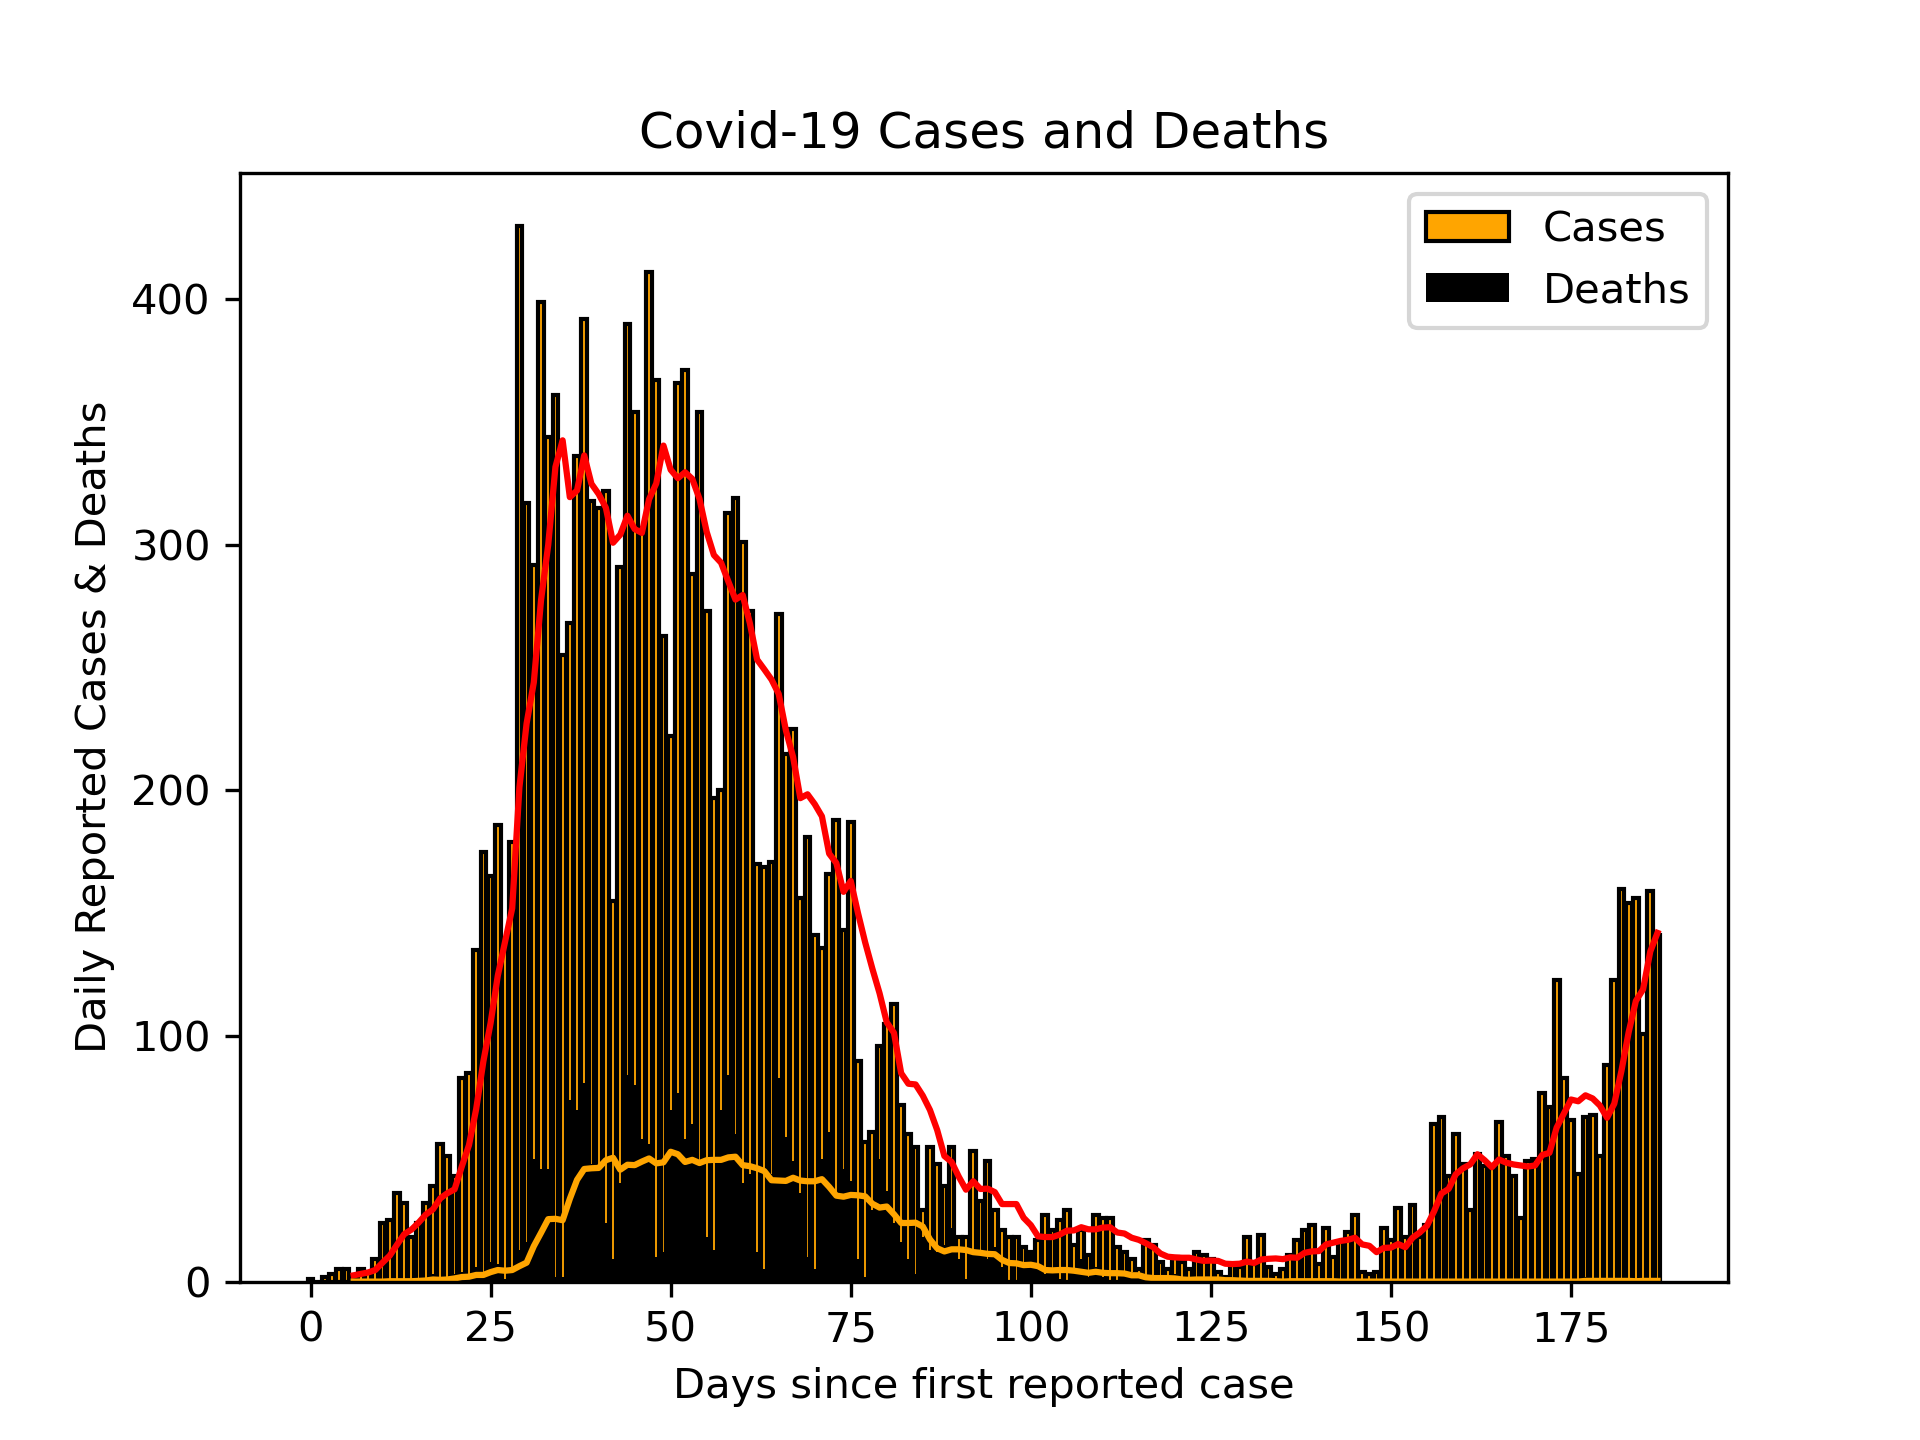 Covid-19 Cases and Deaths
Cases
Deaths
Daily Reported Cases & Deaths
400
300
200
100
0
0 25 50 75 100 125 150 175
Days since first reported case